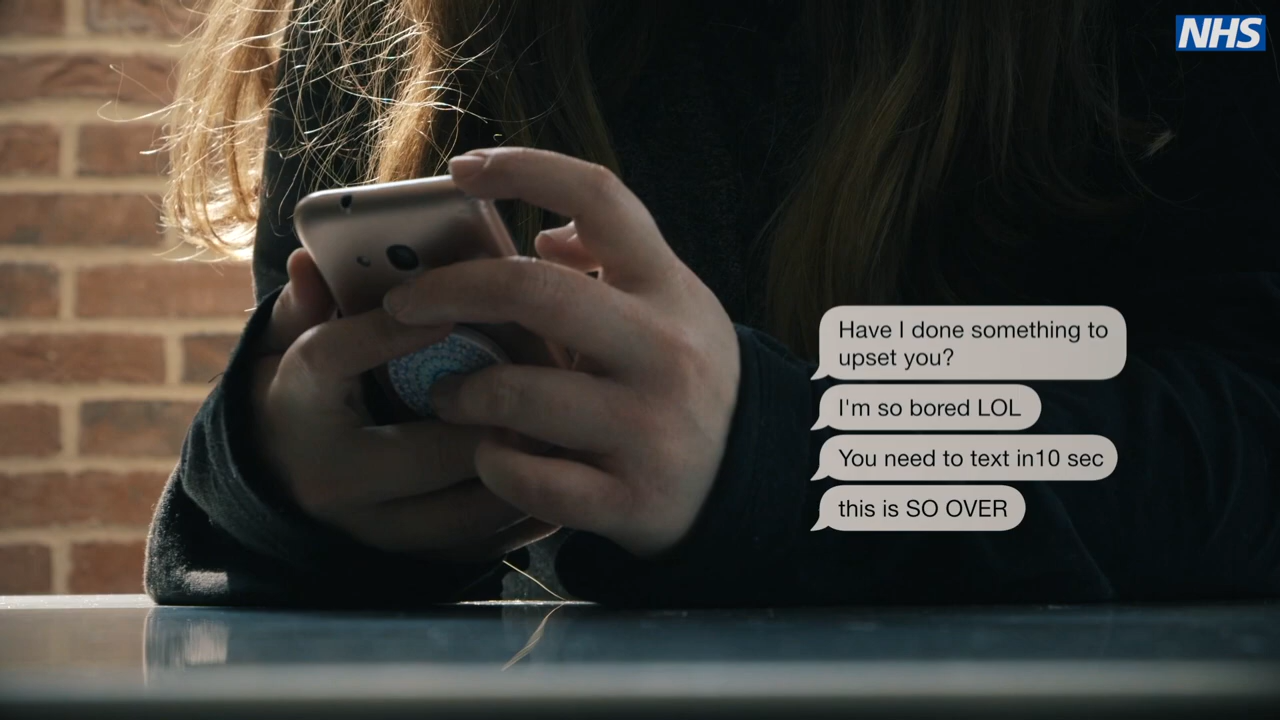 NHS
Have I done something to
upset you?
I'm so bored LOL
You need to text in10 sec
this is SO OVER